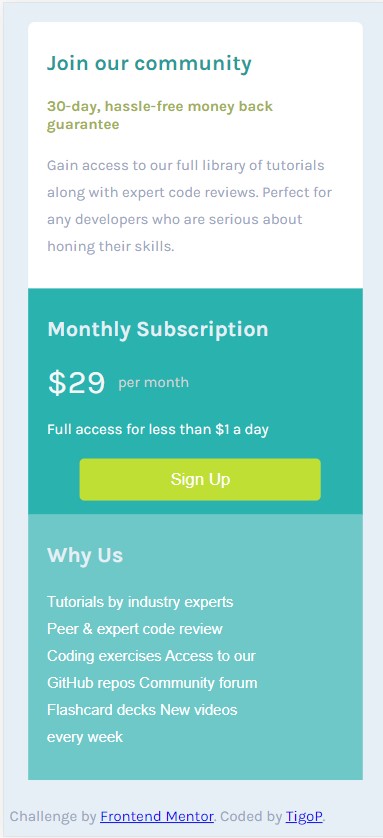 Join our community
30-day, hassle-free money back
guarantee
Gain access to our full library of tutorials
along with expert code reviews. Perfect for
any developers who are serious about
honing their skills.
Monthly Subscription
$29 per month
Full access for less than $1 a day
Sign Up
Why Us
Tutorials by industry experts
Peer & expert code review
Coding exercises Access to our
GitHub repos Community forum
Flashcard decks New videos
every week
Challenge by Frontend Mentor. Coded by TigoP.